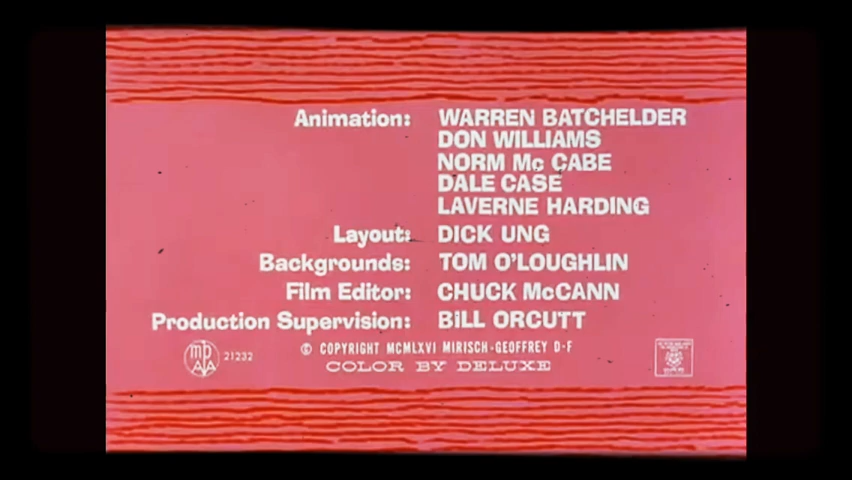 Animation: WARREN BATCHELDER
DON WILLIAMS
NORM Mc CABE
DALE CASE
LAVERNE HARDING
Layout: DICK UNG
Backgrounds: TOM O'LOUGHLIN
Film Editor: CHUCK McCANN
Production Supervision: BILL ORCUTT
© COPYRIGHT MCMLXVI MIRISCH-GEOFFREY D-F
MPAA 21232
COLOR BY DELUXE